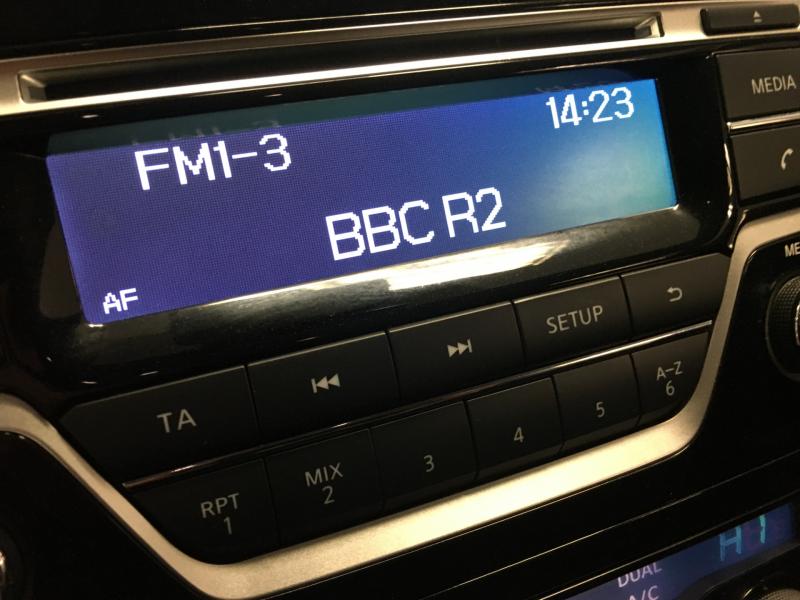 FM1-3
14:23
BBC R2
AF
MEDIA
TA
SETUP
RPT
1
MIX
2
3
4
5
A-Z
6
DUAL
A/C